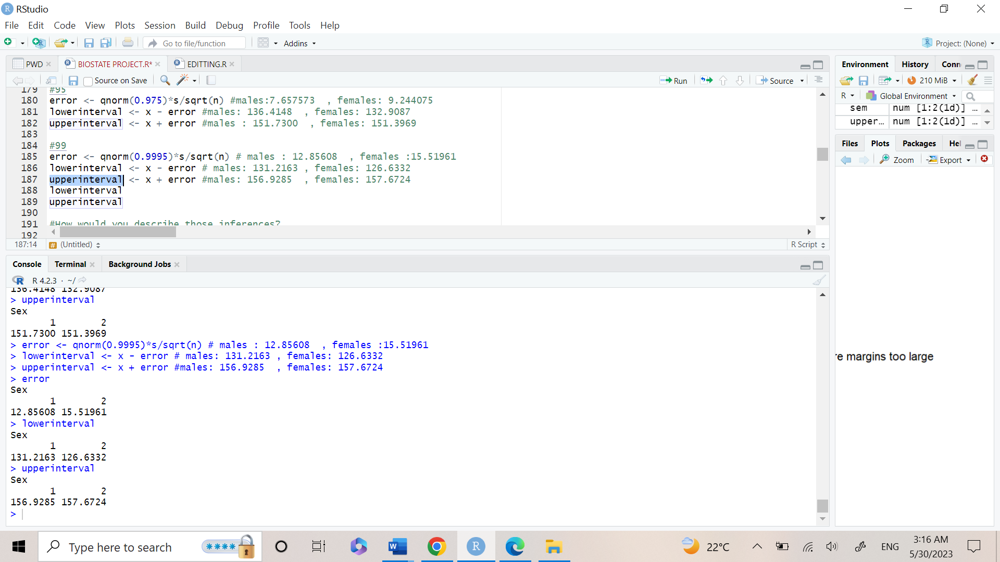 RStudio
File Edit Code View Plots Session Build Debug Profile Tools Help
Go to file/function Addins Project: (None)
PWD BIOSTATE PROJECT.R* EDITTING.R
Source on Save Run Source
179 #95
180 error <- qnorm(0.975)*s/sqrt(n) #males:7.657573 , females: 9.244075
181 lowerinterval <- x - error #males: 136.4148 , females: 132.9087
182 upperinterval <- x + error #males : 151.7300 , females: 151.3969
183
184 #99
185 error <- qnorm(0.9995)*s/sqrt(n) # males : 12.85608 , females :15.51961
186 lowerinterval <- x - error # males: 131.2163 , females: 126.6332
187 upperinterval <- x + error #males: 156.9285 , females: 157.6724
188 lowerinterval
189 upperinterval
190
191 #How would you describe those inferences?
192
187:14 # (Untitled) R Script
Console Terminal Background Jobs
R 4.2.3 · ~/
136.4148 132.9087
> upperinterval
Sex
1 2
151.7300 151.3969
> error <- qnorm(0.9995)*s/sqrt(n) # males : 12.85608 , females :15.51961
> lowerinterval <- x - error # males: 131.2163 , females: 126.6332
> upperinterval <- x + error #males: 156.9285 , females: 157.6724
> error
Sex
1 2
12.85608 15.51961
> lowerinterval
Sex
1 2
131.2163 126.6332
> upperinterval
Sex
1 2
156.9285 157.6724
>
Environment History Conn
210 MiB
R Global Environment
sem num [1:2(1d)] ...
upper... num [1:2(1d)] ...
Files Plots Packages Hel
Zoom Export
re margins too large
Type here to search
22°C ENG 3:16 AM
5/30/2023